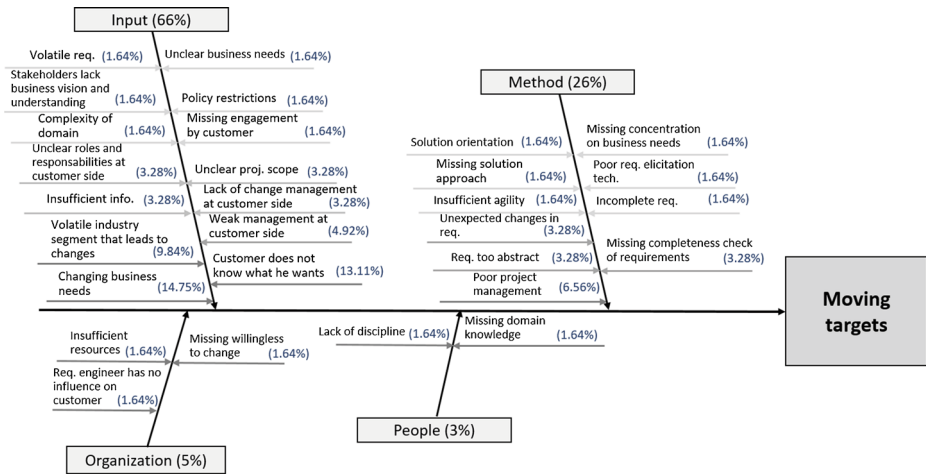 Input (66%)
Volatile req. (1.64%)
Unclear business needs (1.64%)
Stakeholders lack
business vision and
understanding (1.64%)
Policy restrictions (1.64%)
Complexity of
domain (1.64%)
Missing engagement
by customer (1.64%)
Unclear roles and
responsabilities at
customer side (3.28%)
Unclear proj. scope (3.28%)
Insufficient info. (3.28%)
Lack of change management
at customer side (3.28%)
Volatile industry
segment that leads to
changes (9.84%)
Weak management at
customer side (4.92%)
Changing business
needs (14.75%)
Customer does not
know what he wants (13.11%)
Method (26%)
Solution orientation (1.64%)
Missing concentration
on business needs (1.64%)
Missing solution
approach (1.64%)
Poor req. elicitation
tech. (1.64%)
Insufficient agility (1.64%)
Incomplete req. (1.64%)
Unexpected changes in
req. (3.28%)
Req. too abstract (3.28%)
Missing completeness check
of requirements (3.28%)
Poor project
management (6.56%)
Moving
targets
Insufficient
resources (1.64%)
Missing willingless
to change (1.64%)
Req. engineer has no
influence on
customer (1.64%)
Organization (5%)
Lack of discipline (1.64%)
Missing domain
knowledge (1.64%)
People (3%)